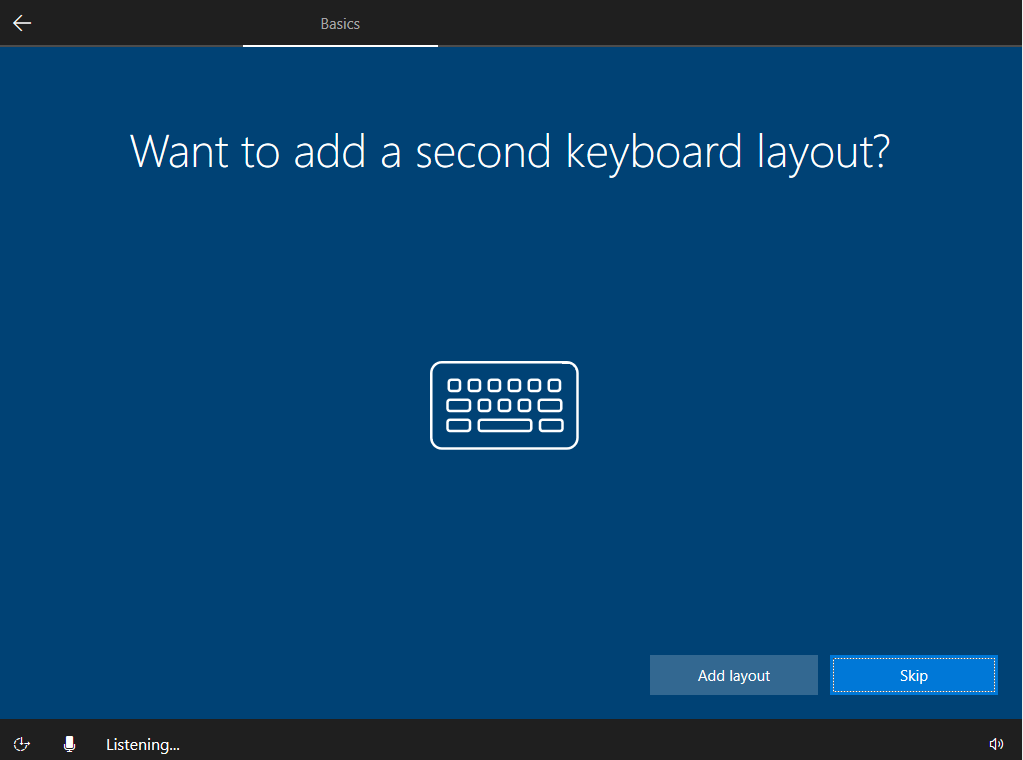 Basics
Want to add a second keyboard layout?
Add layout
Skip
Listening...